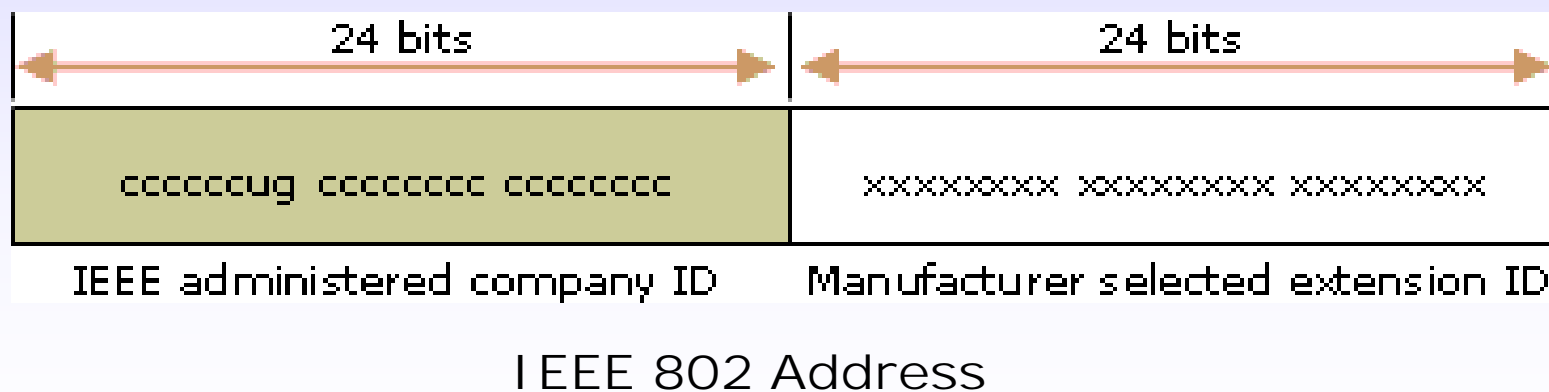 24 bits 24 bits
ccccccug cccccccc cccccccc xxxxxxxx xxxxxxxx xxxxxxxx
IEEE administered company ID Manufacturer selected extension ID
IEEE 802 Address